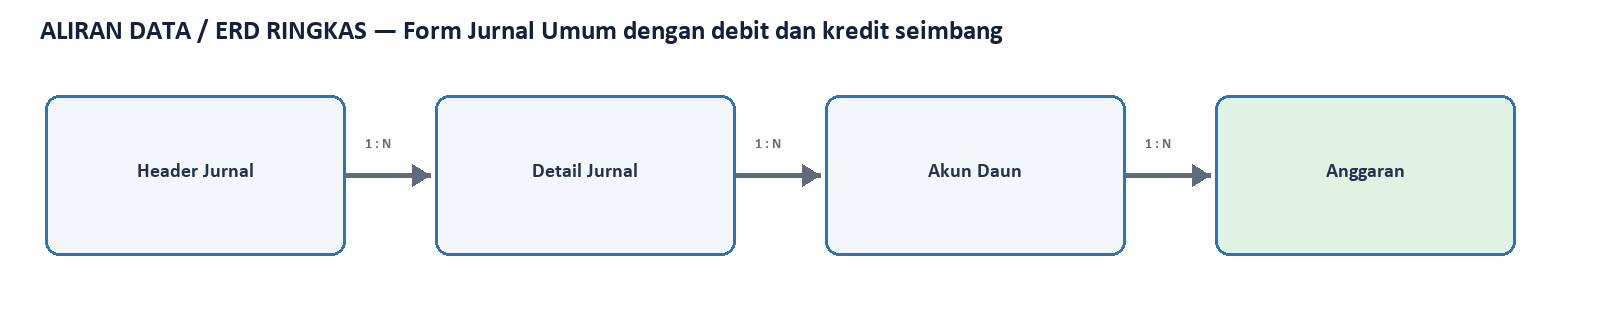 ALIRAN DATA / ERD RINGKAS — Form Jurnal Umum dengan debit dan kredit seimbang
Header Jurnal
1 : N
Detail Jurnal
1 : N
Akun Daun
1 : N
Anggaran